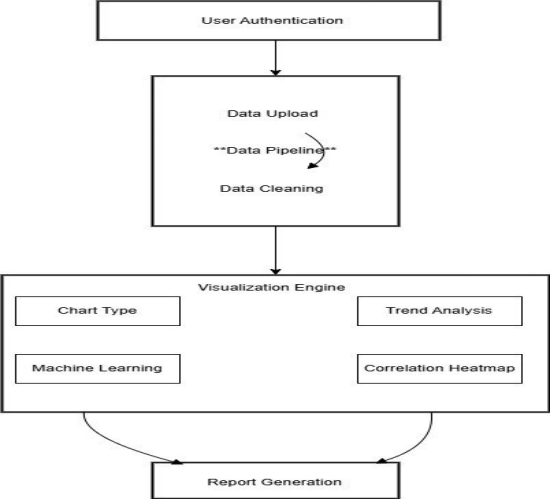 User Authentication
Data Upload
**Data Pipeline**
Data Cleaning
Visualization Engine
Chart Type
Trend Analysis
Machine Learning
Correlation Heatmap
Report Generation